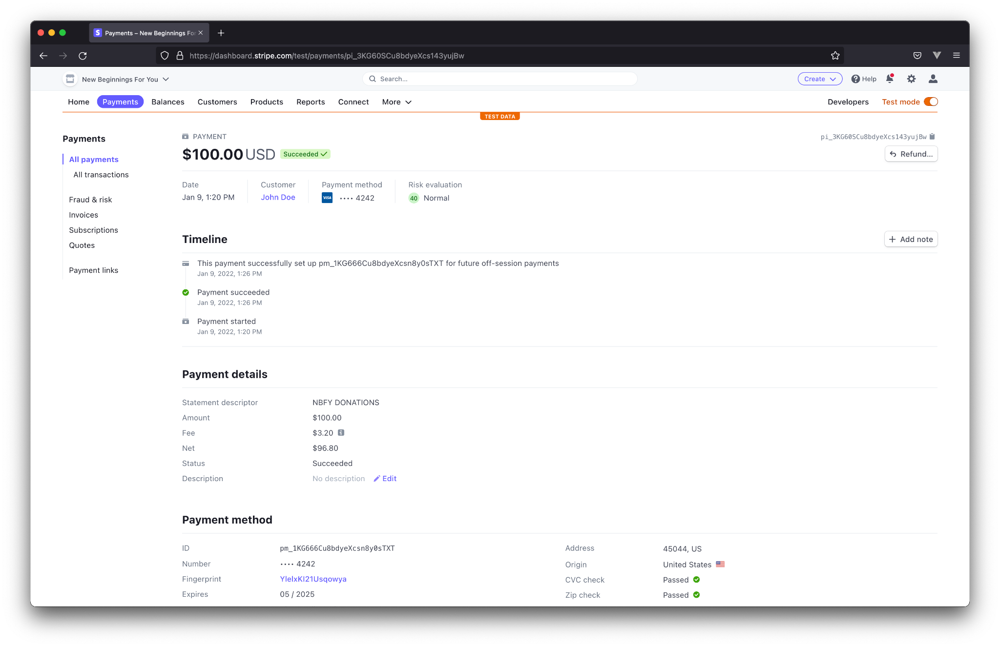 S Payments – New Beginnings For
https://dashboard.stripe.com/test/payments/pi_3KG60SCu8bdyeXcs143yujBw
New Beginnings For You
Search...
Create
Help
Home Payments Balances Customers Products Reports Connect More
Developers Test mode
TEST DATA
Payments
All payments
All transactions
Fraud & risk
Invoices
Subscriptions
Quotes
Payment links
PAYMENT
pi_3KG60SCu8bdyeXcs143yujBw
$100.00 USD Succeeded
Refund...
Date
Jan 9, 1:20 PM
Customer
John Doe
Payment method
VISA •••• 4242
Risk evaluation
40 Normal
Timeline
Add note
This payment successfully set up pm_1KG666Cu8bdyeXcsn8y0sTXT for future off-session payments
Jan 9, 2022, 1:26 PM
Payment succeeded
Jan 9, 2022, 1:26 PM
Payment started
Jan 9, 2022, 1:20 PM
Payment details
Statement descriptor NBFY DONATIONS
Amount $100.00
Fee $3.20
Net $96.80
Status Succeeded
Description No description Edit
Payment method
ID pm_1KG666Cu8bdyeXcsn8y0sTXT
Number •••• 4242
Fingerprint YlelxKI21Usqowya
Expires 05 / 2025
Address 45044, US
Origin United States
CVC check Passed
Zip check Passed